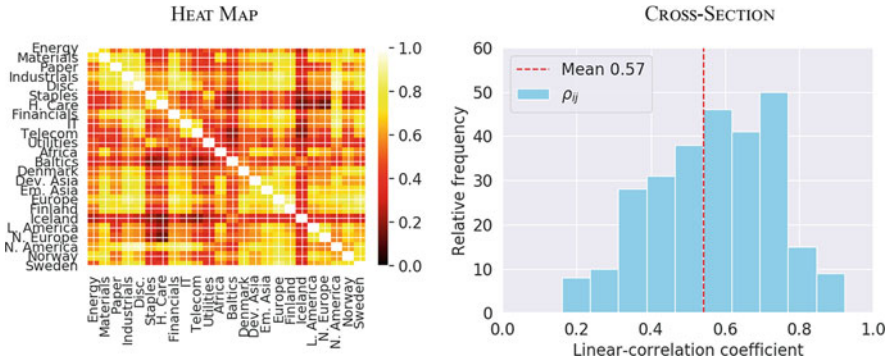 HEAT MAP
Energy
Materials
Paper
Industrials
Disc.
Staples
H. Care
Financials
IT
Telecom
Utilities
Africa
Baltics
Denmark
Dev. Asia
Em. Asia
Europe
Finland
Iceland
L. America
N. Europe
N. America
Norway
Sweden
1.0
0.8
0.6
0.4
0.2
0.0
Energy
Materials
Paper
Industrials
Disc.
Staples
H. Care
Financials
IT
Telecom
Utilities
Africa
Baltics
Denmark
Dev. Asia
Em. Asia
Europe
Finland
Iceland
L. America
N. Europe
N. America
Norway
Sweden
CROSS-SECTION
Mean 0.57
ρij
Relative frequency
60
50
40
30
20
10
0
0.0 0.2 0.4 0.6 0.8 1.0
Linear-correlation coefficient